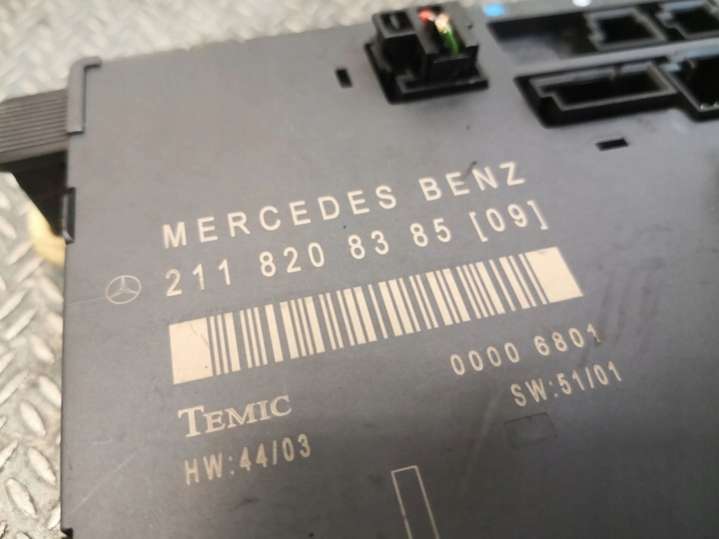 MERCEDES BENZ
211 820 83 85 [09]
0000 6801
TEMIC
SW:51/01
HW:44/03